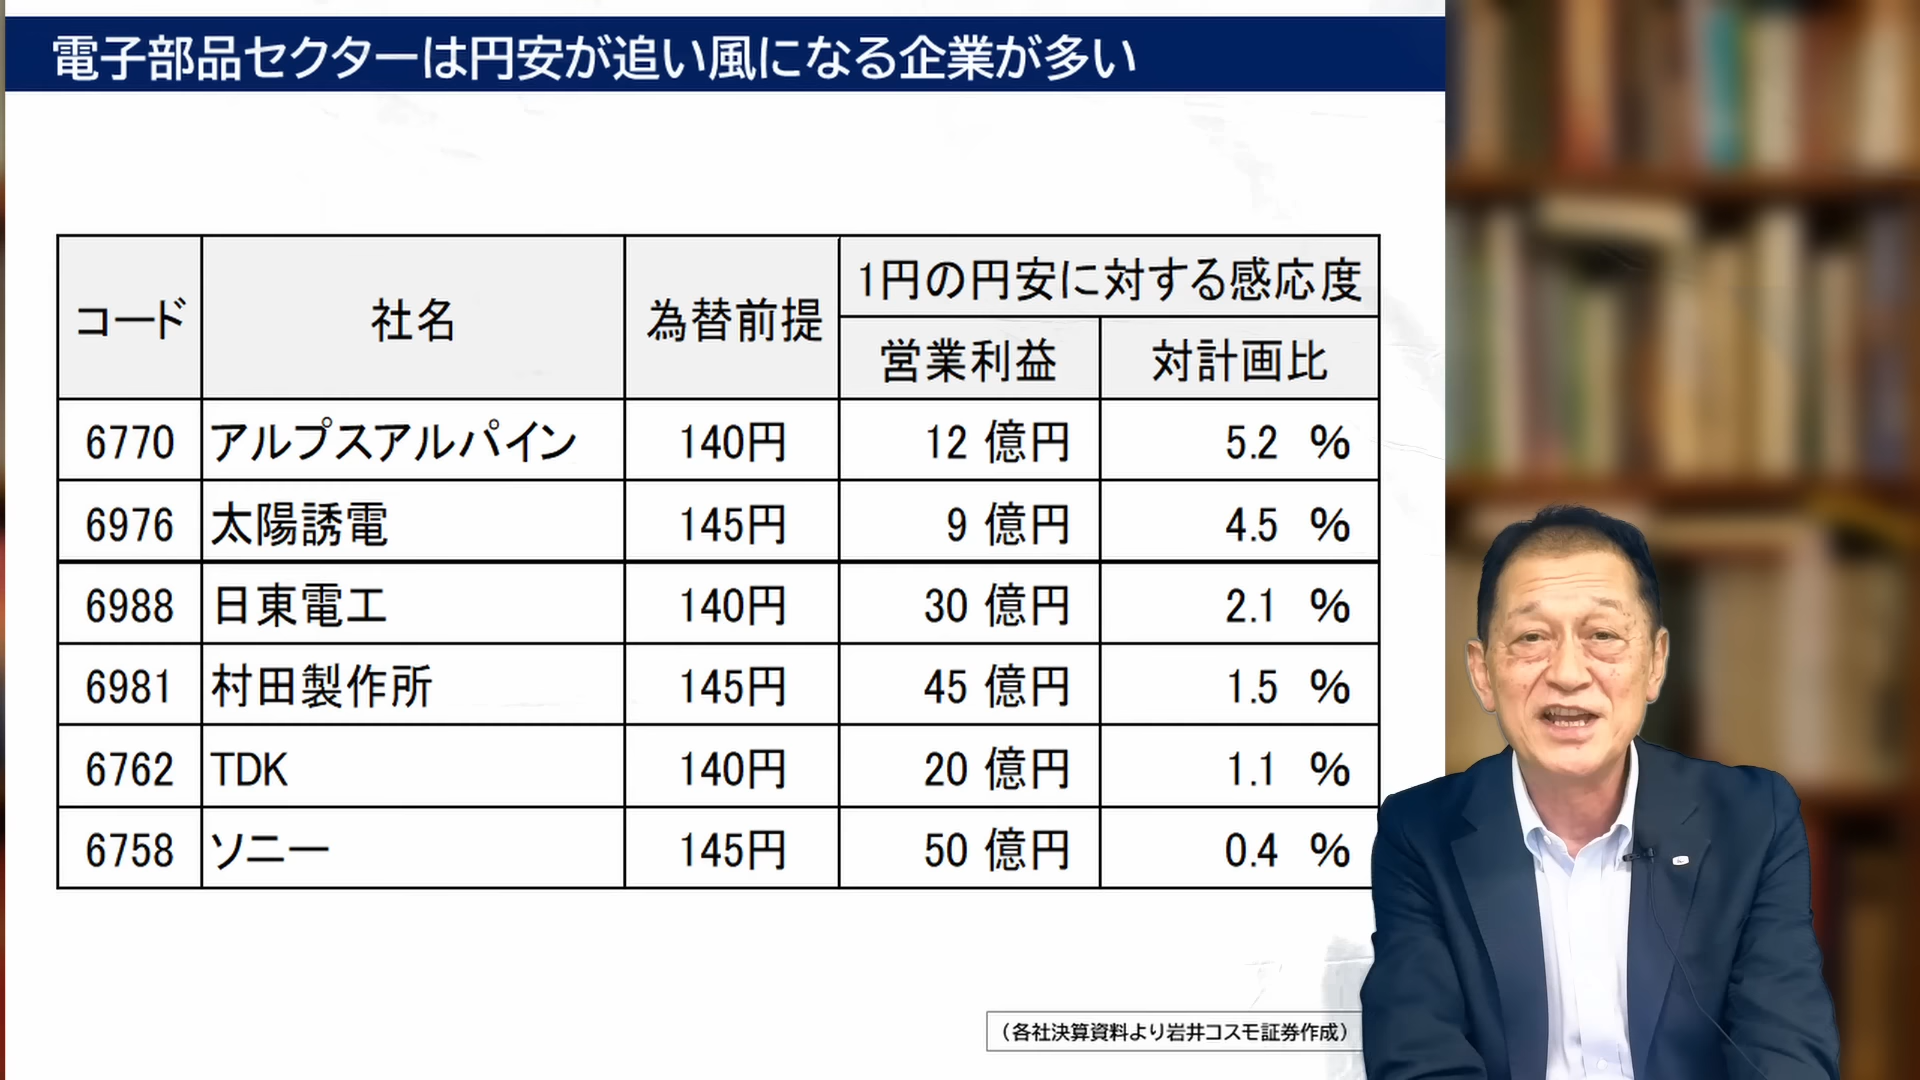 電子部品セクターは円安が追い風になる企業が多い
コード 社名 為替前提 1円の円安に対する感応度
営業利益 対計画比
6770 アルプスアルパイン 140円 12 億円 5.2 %
6976 太陽誘電 145円 9 億円 4.5 %
6988 日東電工 140円 30 億円 2.1 %
6981 村田製作所 145円 45 億円 1.5 %
6762 TDK 140円 20 億円 1.1 %
6758 ソニー 145円 50 億円 0.4 %
（各社決算資料より岩井コスモ証券作成）